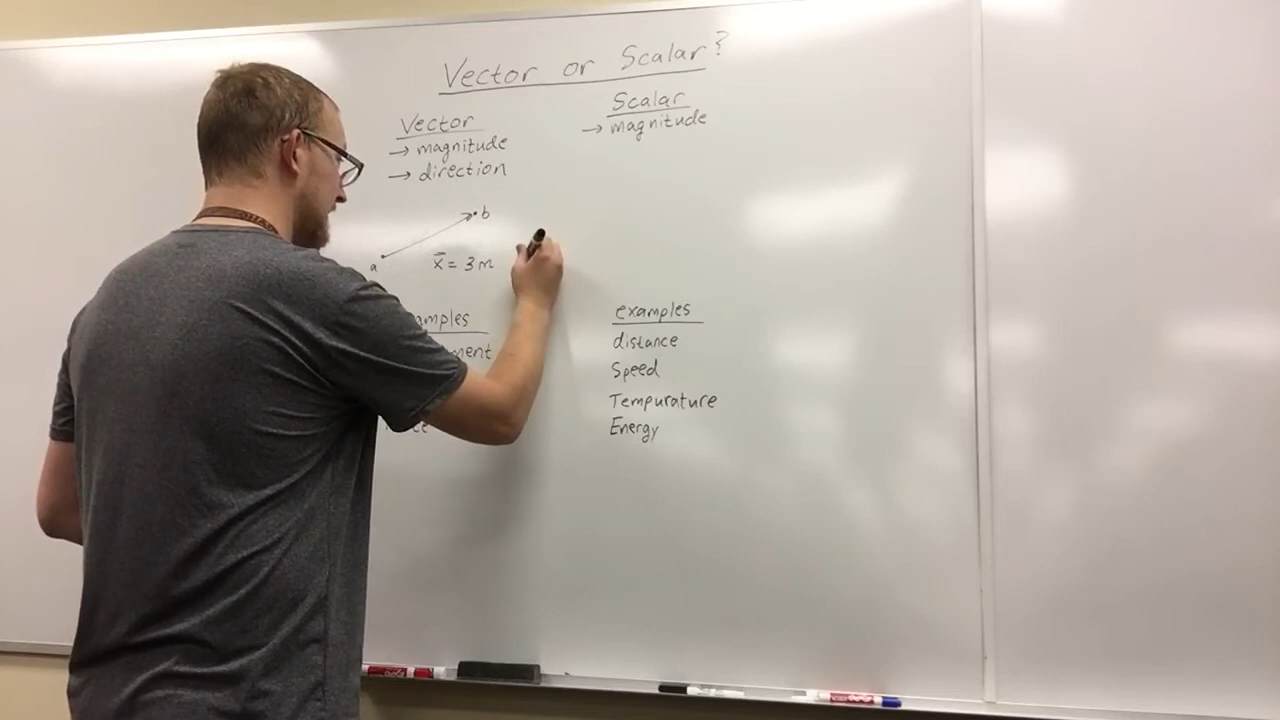 Vector or Scalar?
Vector
→ magnitude
→ direction
a
b
x̄ = 3 m
Scalar
→ magnitude
examples
distance
Speed
Tempurature
Energy